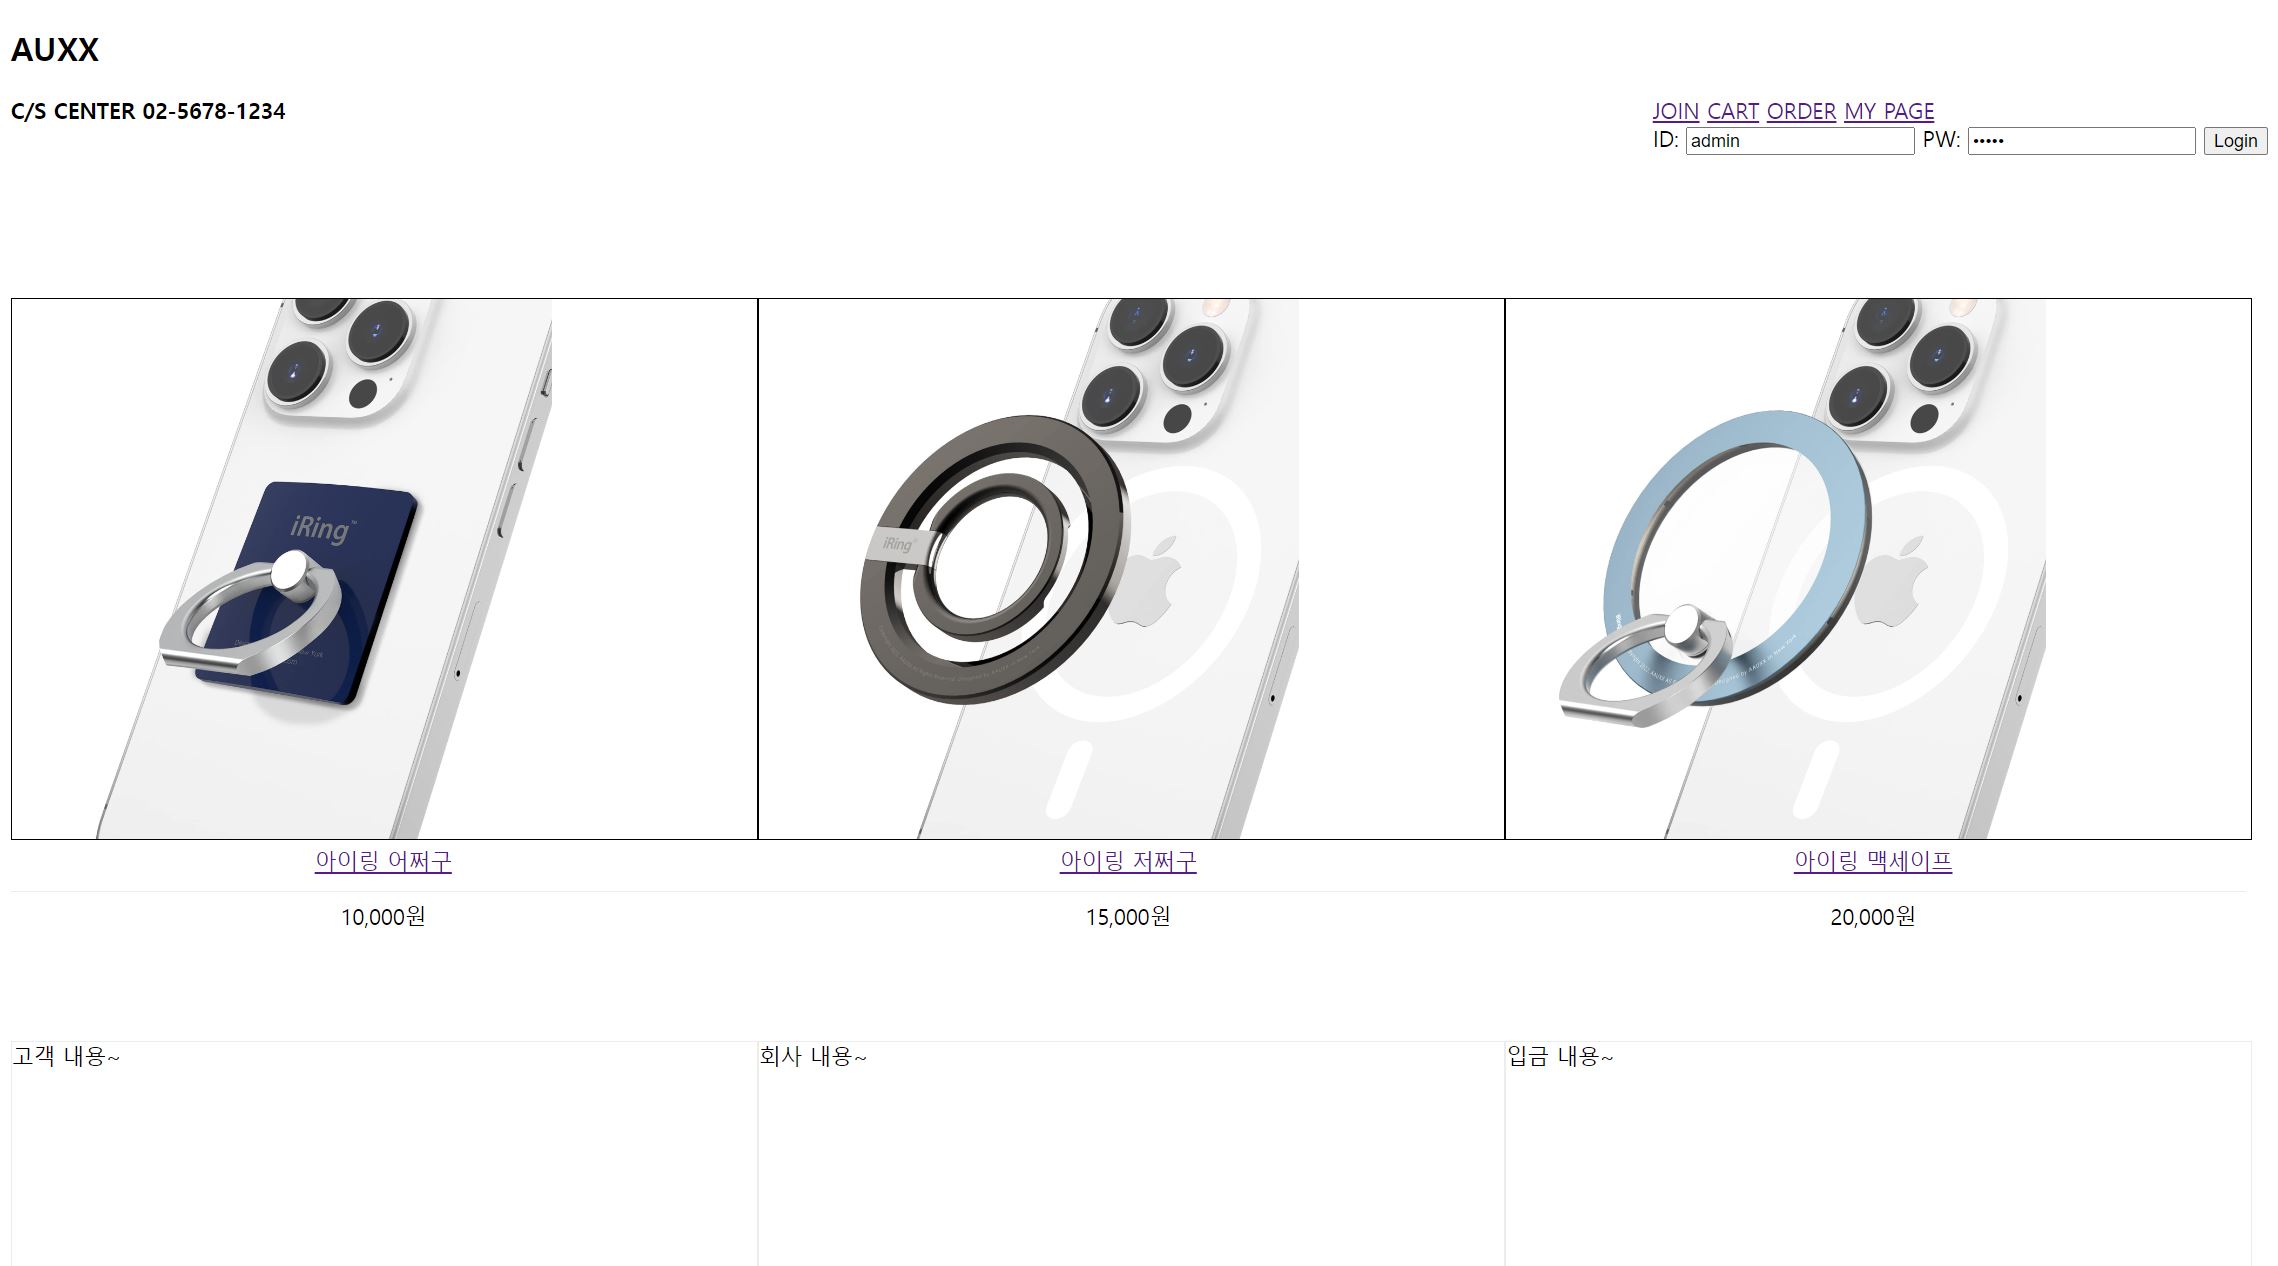 AUXX
C/S CENTER 02-5678-1234
JOIN CART ORDER MY PAGE
ID: admin PW: ••••• Login
iRing™
iRing
아이링 어쩌구
아이링 저쩌구
아이링 맥세이프
10,000원
15,000원
20,000원
고객 내용~
회사 내용~
입금 내용~